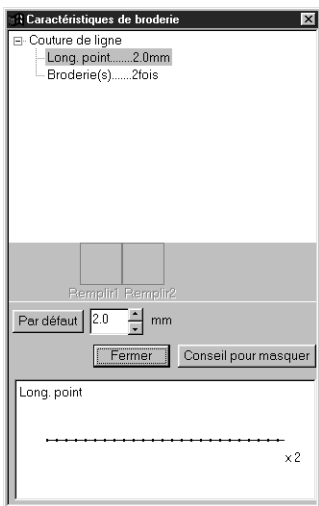 Caractéristiques de broderie
Couture de ligne
Long. point.......2.0mm
Broderie(s)......2fois
Remplir1 Remplir2
Par défaut 2.0 mm
Fermer Conseil pour masquer
Long. point
x 2